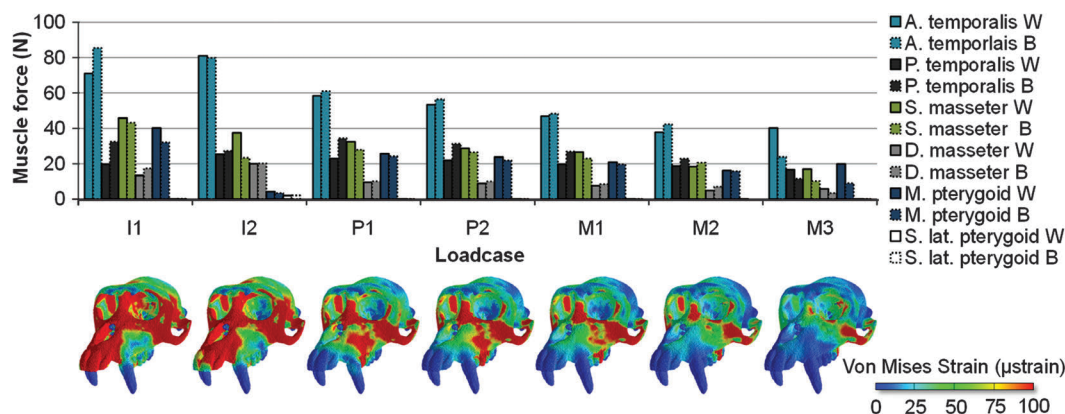 Muscle force (N)
100
80
60
40
20
0
I1 I2 P1 P2 M1 M2 M3
Loadcase
A. temporalis W
A. temporlais B
P. temporalis W
P. temporalis B
S. masseter W
S. masseter B
D. masseter W
D. masseter B
M. pterygoid W
M. pterygoid B
S. lat. pterygoid W
S. lat. pterygoid B
Von Mises Strain (µstrain)
0 25 50 75 100